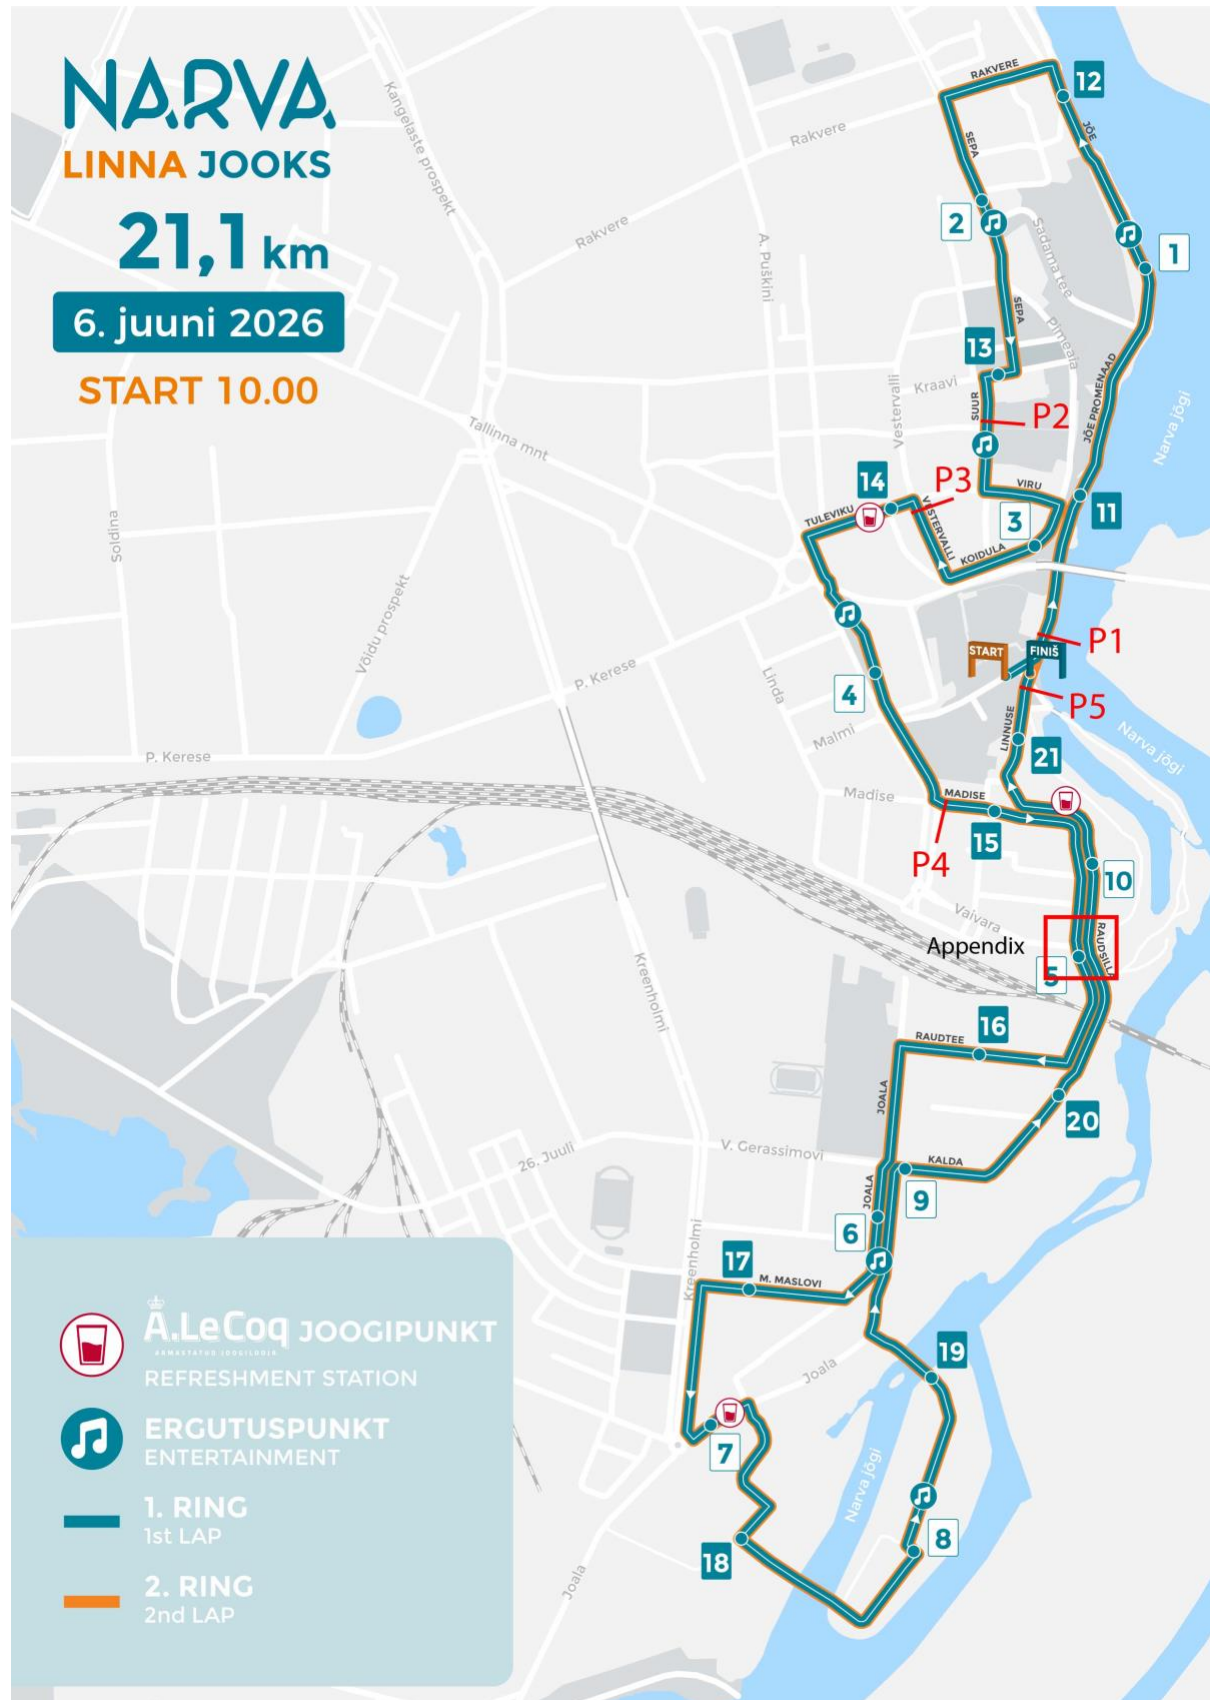 NARVA
LINNA JOOKS
21,1 km
6. juuni 2026
START 10.00
RAKVERE
12
JÕE
Kangelaste prospekt
Rakvere
SEPA
2
1
Rakvere
A. Puškini
Sadama tee
SEPA
Pimeaia
13
Kraavi
JÕE PROMENAAD
Narva jõgi
SUUR
P2
Vestervalli
Tallinna mnt
14
P3
VIRU
11
TULEVIKU
VESTERVALLI
3
KOIDULA
Soldina
Võidu prospekt
P1
START
FINIŠ
P. Kerese
Linda
4
P5
LINNUSE
Malmi
Narva jõgi
P. Kerese
21
Madise
MADISE
15
P4
10
Vaivara
Appendix
RAUDSILLA
5
Kreenholmi
16
RAUDTEE
JOALA
20
26. Juuli
V. Gerassimovi
KALDA
JOALA
9
6
Kreenholmi
17
M. MASLOVI
19
Joala
7
Narva jõgi
8
18
Joala
A.LeCoq JOOGIPUNKT
ARMASTATUD JOOGILOOJA
REFRESHMENT STATION
ERGUTUSPUNKT
ENTERTAINMENT
1. RING
1st LAP
2. RING
2nd LAP